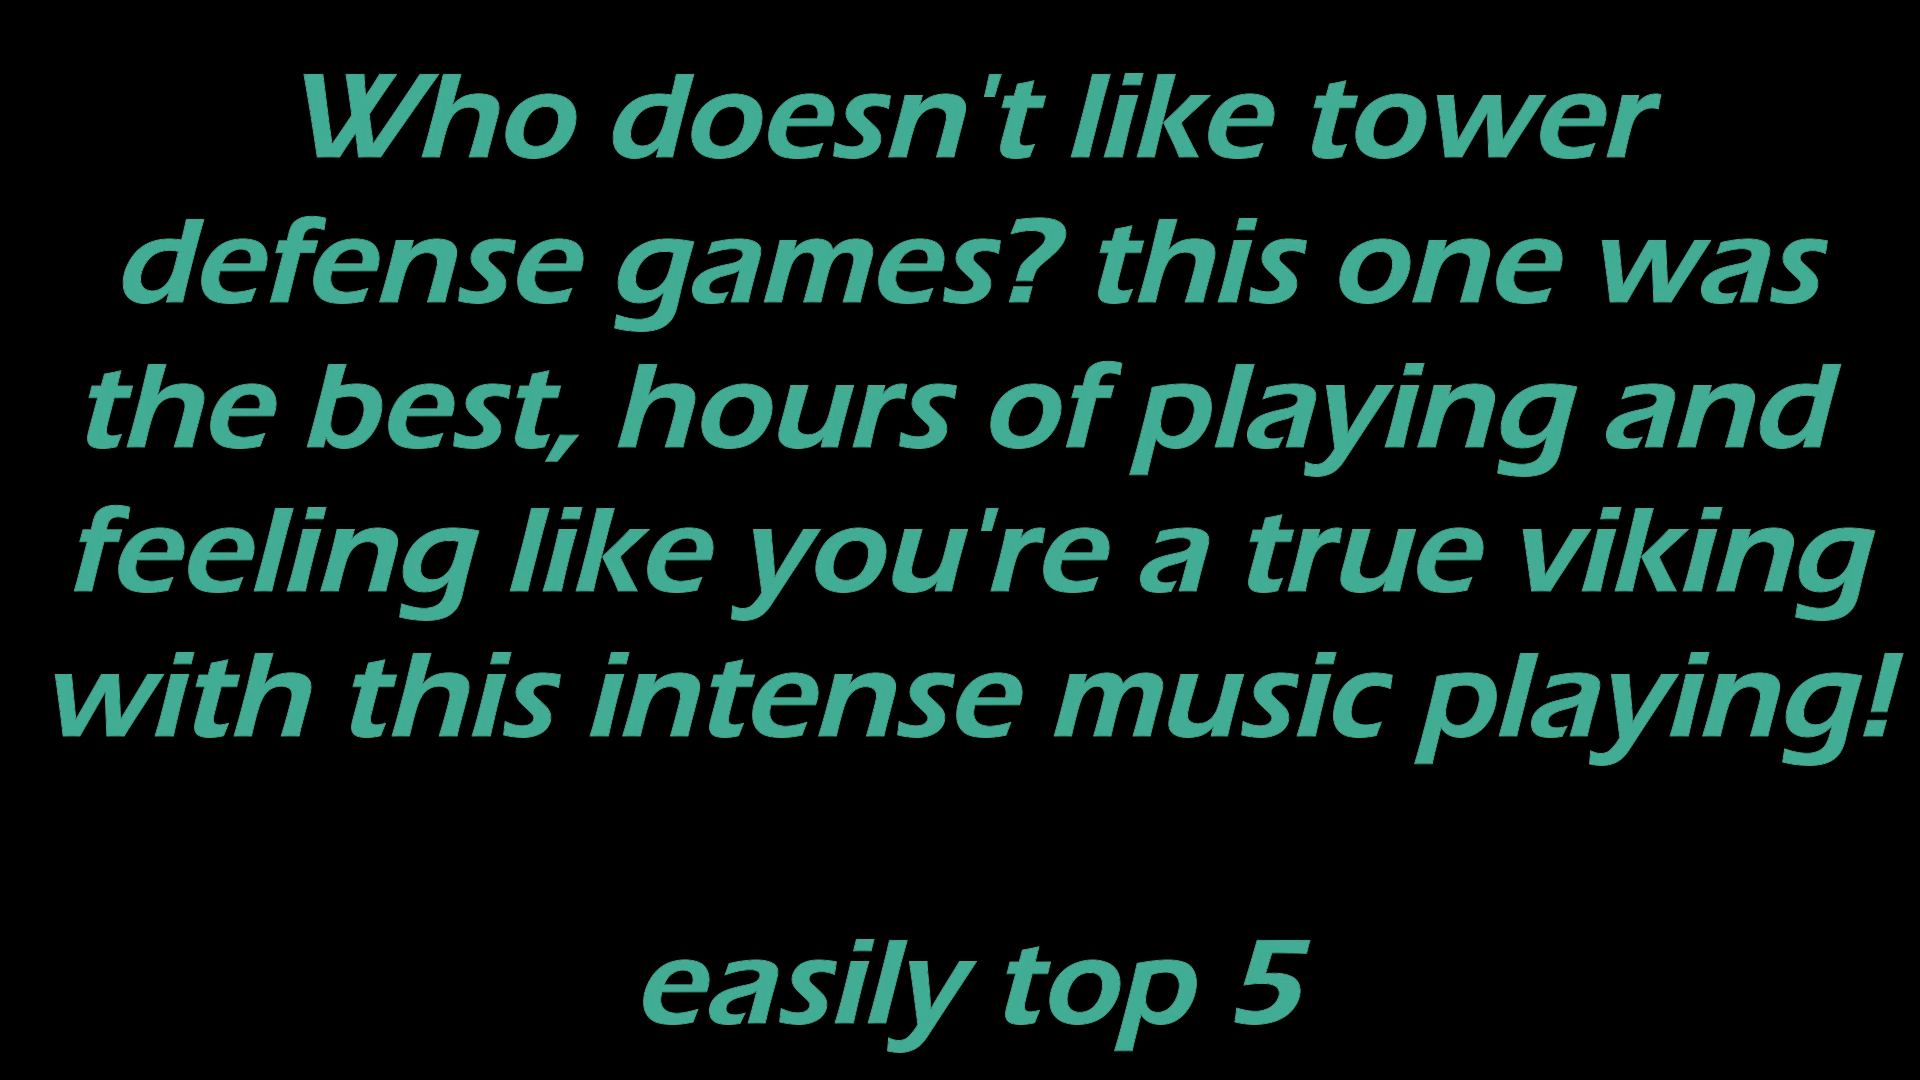 Who doesn't like tower
defense games? this one was
the best, hours of playing and
feeling like you're a true viking
with this intense music playing!
easily top 5